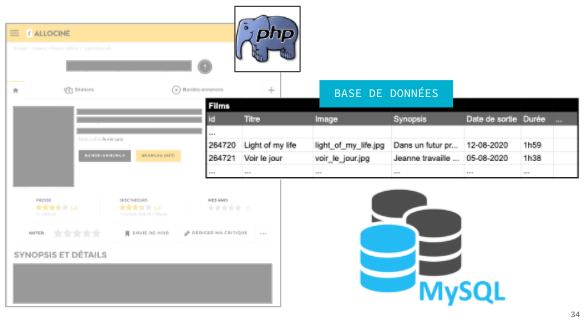 ALLOCINÉ
php
Séances
Bandes-annonces
BASE DE DONNÉES
Films
id Titre Image Synopsis Date de sortie Durée ...
...
264720 Light of my life light_of_my_life.jpg Dans un futur pr... 12-08-2020 1h59
264721 Voir le jour voir_le_jour.jpg Jeanne travaille ... 05-08-2020 1h38
... ... ... ... ... ...
BANDE-ANNONCE
PRESSE SPECTATEURS MES AMIS
NOTER: ENVIE DE VOIR RÉDIGER MA CRITIQUE ...
SYNOPSIS ET DÉTAILS
MySQL
34